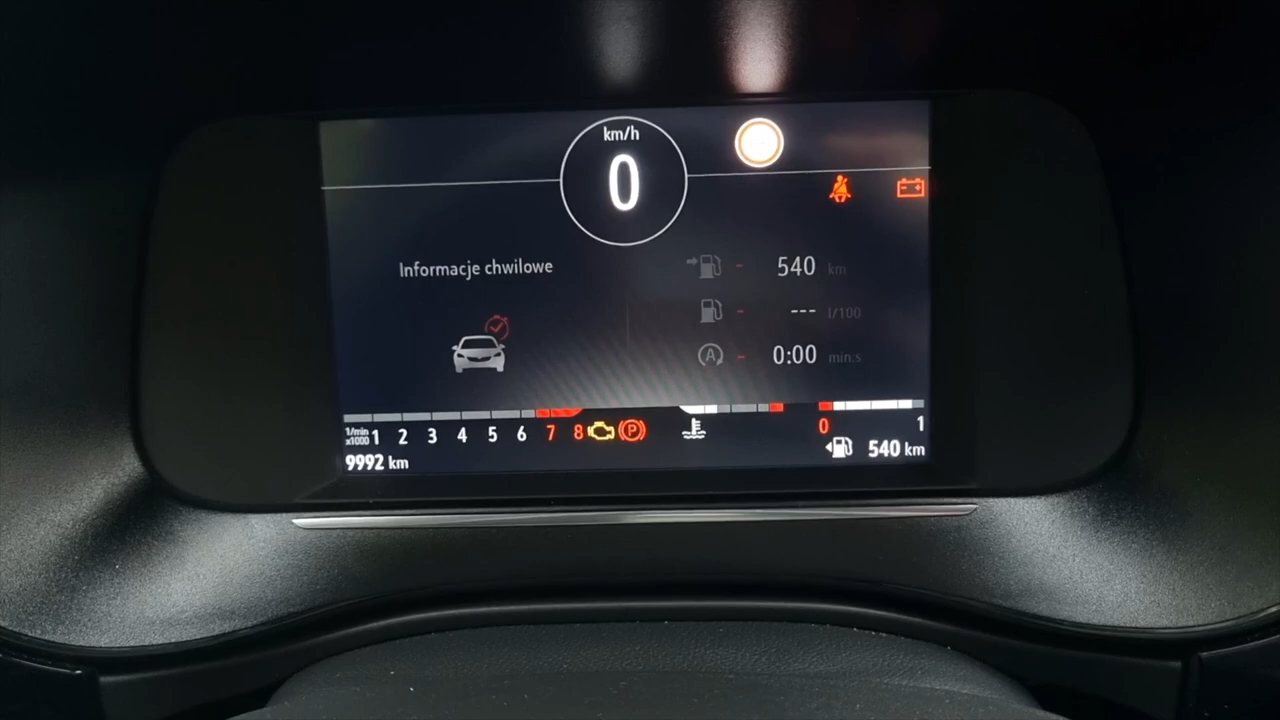 km/h
0
Informacje chwilowe
540 km
--- l/100
A 0:00 min:s
1/min
x1000 1 2 3 4 5 6 7 8 P 0 1
9992 km 540 km